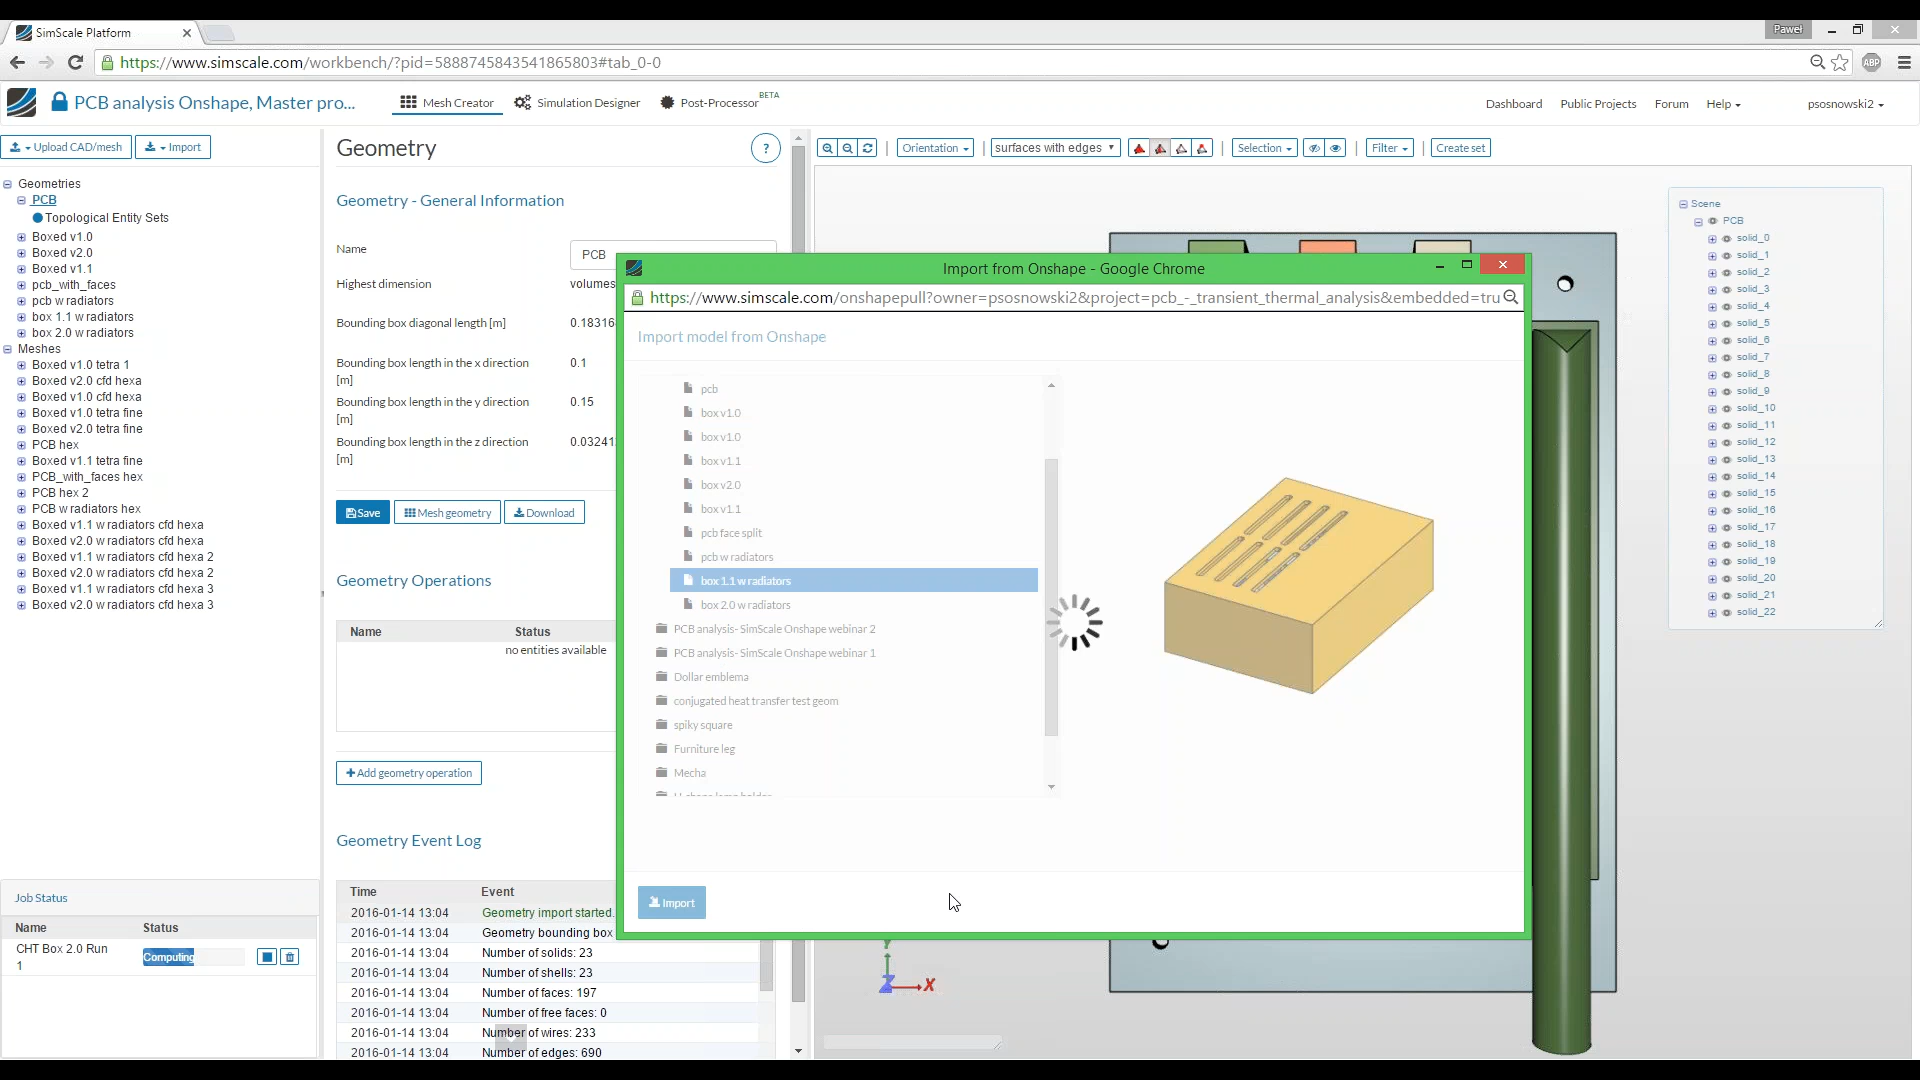 SimScale Platform
Paweł
https://www.simscale.com/workbench/?pid=5888745843541865803#tab_0-0
ABP
PCB analysis Onshape, Master pro...
Mesh Creator
Simulation Designer
Post-Processor
BETA
Dashboard
Public Projects
Forum
Help
psosnowski2
Upload CAD/mesh
Import
Geometries
PCB
Topological Entity Sets
Boxed v1.0
Boxed v2.0
Boxed v1.1
pcb_with_faces
pcb w radiators
box 1.1 w radiators
box 2.0 w radiators
Meshes
Boxed v1.0 tetra 1
Boxed v2.0 cfd hexa
Boxed v1.0 cfd hexa
Boxed v1.0 tetra fine
Boxed v2.0 tetra fine
PCB hex
Boxed v1.1 tetra fine
PCB_with_faces hex
PCB hex 2
PCB w radiators hex
Boxed v1.1 w radiators cfd hexa
Boxed v2.0 w radiators cfd hexa
Boxed v1.1 w radiators cfd hexa 2
Boxed v2.0 w radiators cfd hexa 2
Boxed v1.1 w radiators cfd hexa 3
Boxed v2.0 w radiators cfd hexa 3
Job Status
Name Status
CHT Box 2.0 Run 1
Computing
Geometry
?
Geometry - General Information
Name
PCB
Highest dimension
volumes
Bounding box diagonal length [m]
0.18316
Bounding box length in the x direction
[m]
0.1
Bounding box length in the y direction
[m]
0.15
Bounding box length in the z direction
[m]
0.03241
Save
Mesh geometry
Download
Geometry Operations
Name Status
no entities available
Add geometry operation
Geometry Event Log
Time Event
2016-01-14 13:04 Geometry import started.
2016-01-14 13:04 Geometry bounding box
2016-01-14 13:04 Number of solids: 23
2016-01-14 13:04 Number of shells: 23
2016-01-14 13:04 Number of faces: 197
2016-01-14 13:04 Number of free faces: 0
2016-01-14 13:04 Number of wires: 233
2016-01-14 13:04 Number of edges: 690
Orientation
surfaces with edges
Selection
Filter
Create set
Import from Onshape - Google Chrome
https://www.simscale.com/onshapepull?owner=psosnowski2&project=pcb_-_transient_thermal_analysis&embedded=tru
Import model from Onshape
pcb
box v1.0
box v1.0
box v1.1
box v2.0
box v1.1
pcb face split
pcb w radiators
box 1.1 w radiators
box 2.0 w radiators
PCB analysis- SimScale Onshape webinar 2
PCB analysis- SimScale Onshape webinar 1
Dollar emblema
conjugated heat transfer test geom
spiky square
Furniture leg
Mecha
Import
X
Scene
PCB
solid_0
solid_1
solid_2
solid_3
solid_4
solid_5
solid_6
solid_7
solid_8
solid_9
solid_10
solid_11
solid_12
solid_13
solid_14
solid_15
solid_16
solid_17
solid_18
solid_19
solid_20
solid_21
solid_22